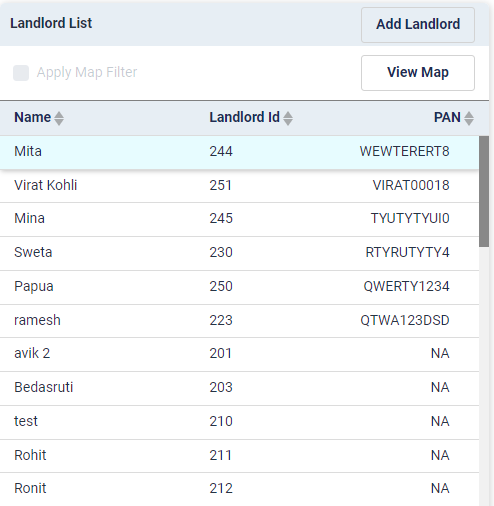 Landlord List Add Landlord
Apply Map Filter View Map
Name Landlord Id PAN
Mita 244 WEWTERERT8
Virat Kohli 251 VIRAT00018
Mina 245 TYUTYTYUI0
Sweta 230 RTYRUTYTY4
Papua 250 QWERTY1234
ramesh 223 QTWA123DSD
avik 2 201 NA
Bedasruti 203 NA
test 210 NA
Rohit 211 NA
Ronit 212 NA